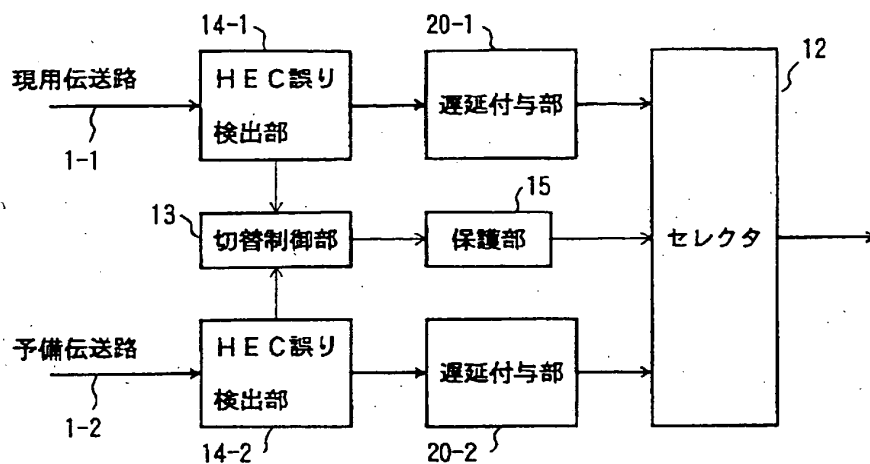 14-1
20-1
12
現用伝送路
HEC誤り
検出部
遅延付与部
1-1
13
15
切替制御部
保護部
セレクタ
予備伝送路
HEC誤り
検出部
遅延付与部
1-2
14-2
20-2